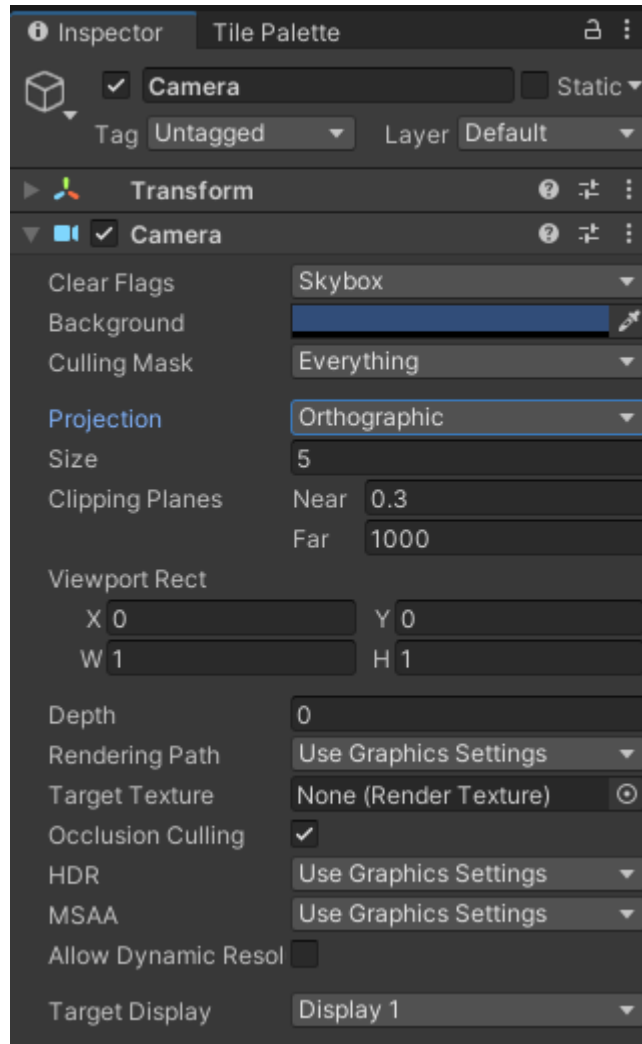 Inspector Tile Palette
Camera Static
Tag Untagged Layer Default
Transform
Camera
Clear Flags Skybox
Background
Culling Mask Everything
Projection Orthographic
Size 5
Clipping Planes Near 0.3
Far 1000
Viewport Rect
X 0 Y 0
W 1 H 1
Depth 0
Rendering Path Use Graphics Settings
Target Texture None (Render Texture)
Occlusion Culling
HDR Use Graphics Settings
MSAA Use Graphics Settings
Allow Dynamic Resol
Target Display Display 1